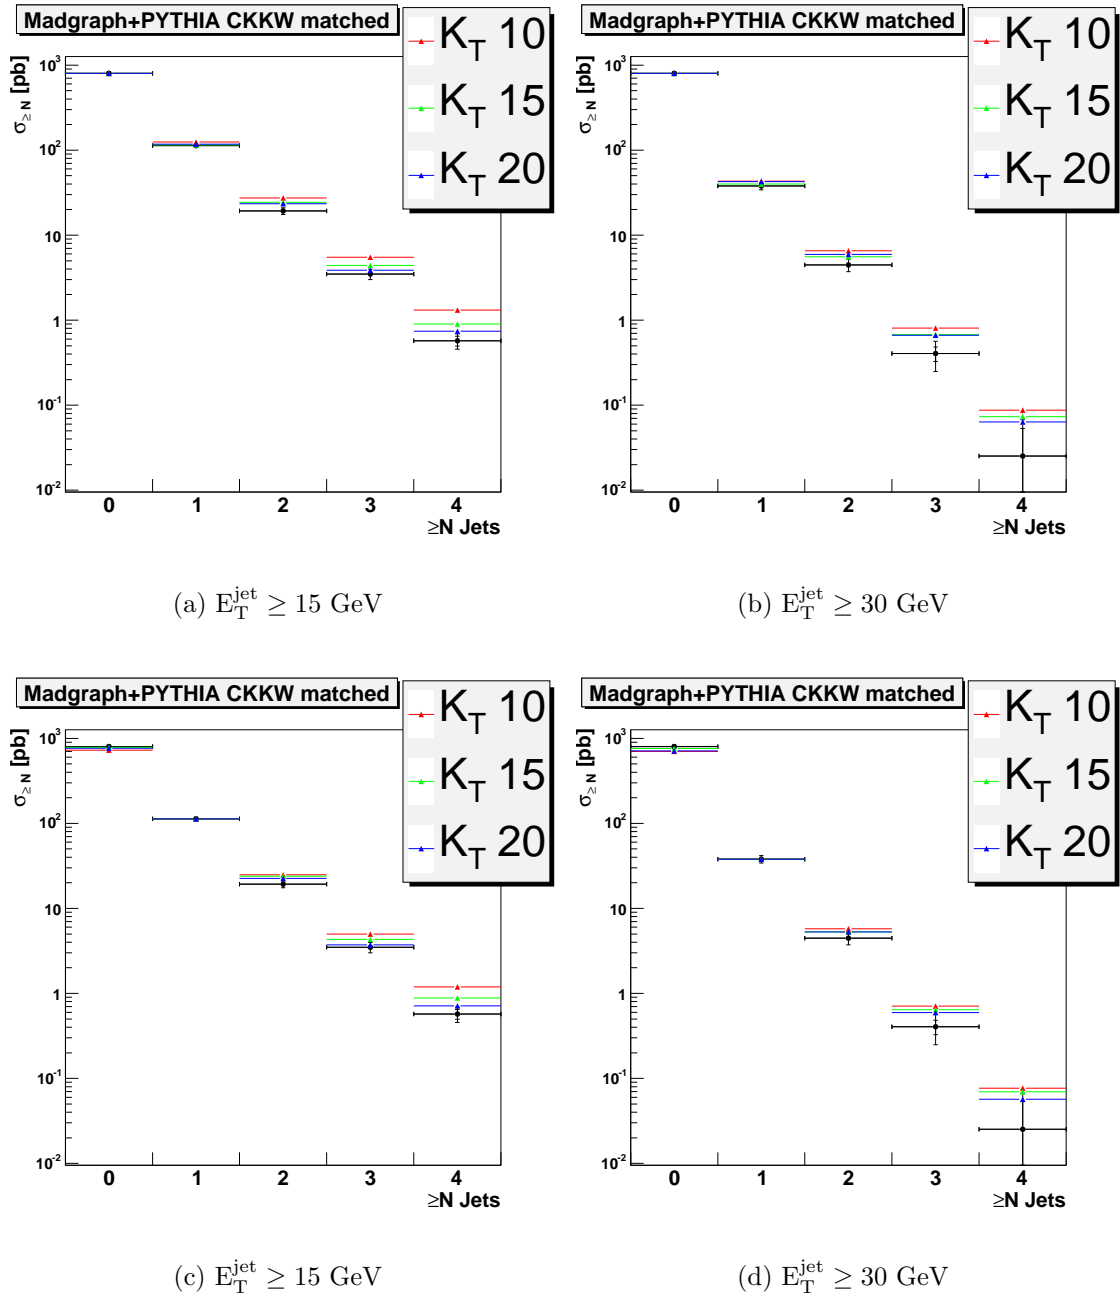 Madgraph+PYTHIA CKKW matched
K_T 10
K_T 15
K_T 20
σ_≥ N [pb]
10^3
10^2
10
1
10^-1
10^-2
0 1 2 3 4
≥N Jets
(a) E_T^jet ≥ 15 GeV
Madgraph+PYTHIA CKKW matched
K_T 10
K_T 15
K_T 20
σ_≥ N [pb]
10^3
10^2
10
1
10^-1
10^-2
0 1 2 3 4
≥N Jets
(b) E_T^jet ≥ 30 GeV
Madgraph+PYTHIA CKKW matched
K_T 10
K_T 15
K_T 20
σ_≥ N [pb]
10^3
10^2
10
1
10^-1
10^-2
0 1 2 3 4
≥N Jets
(c) E_T^jet ≥ 15 GeV
Madgraph+PYTHIA CKKW matched
K_T 10
K_T 15
K_T 20
σ_≥ N [pb]
10^3
10^2
10
1
10^-1
10^-2
0 1 2 3 4
≥N Jets
(d) E_T^jet ≥ 30 GeV